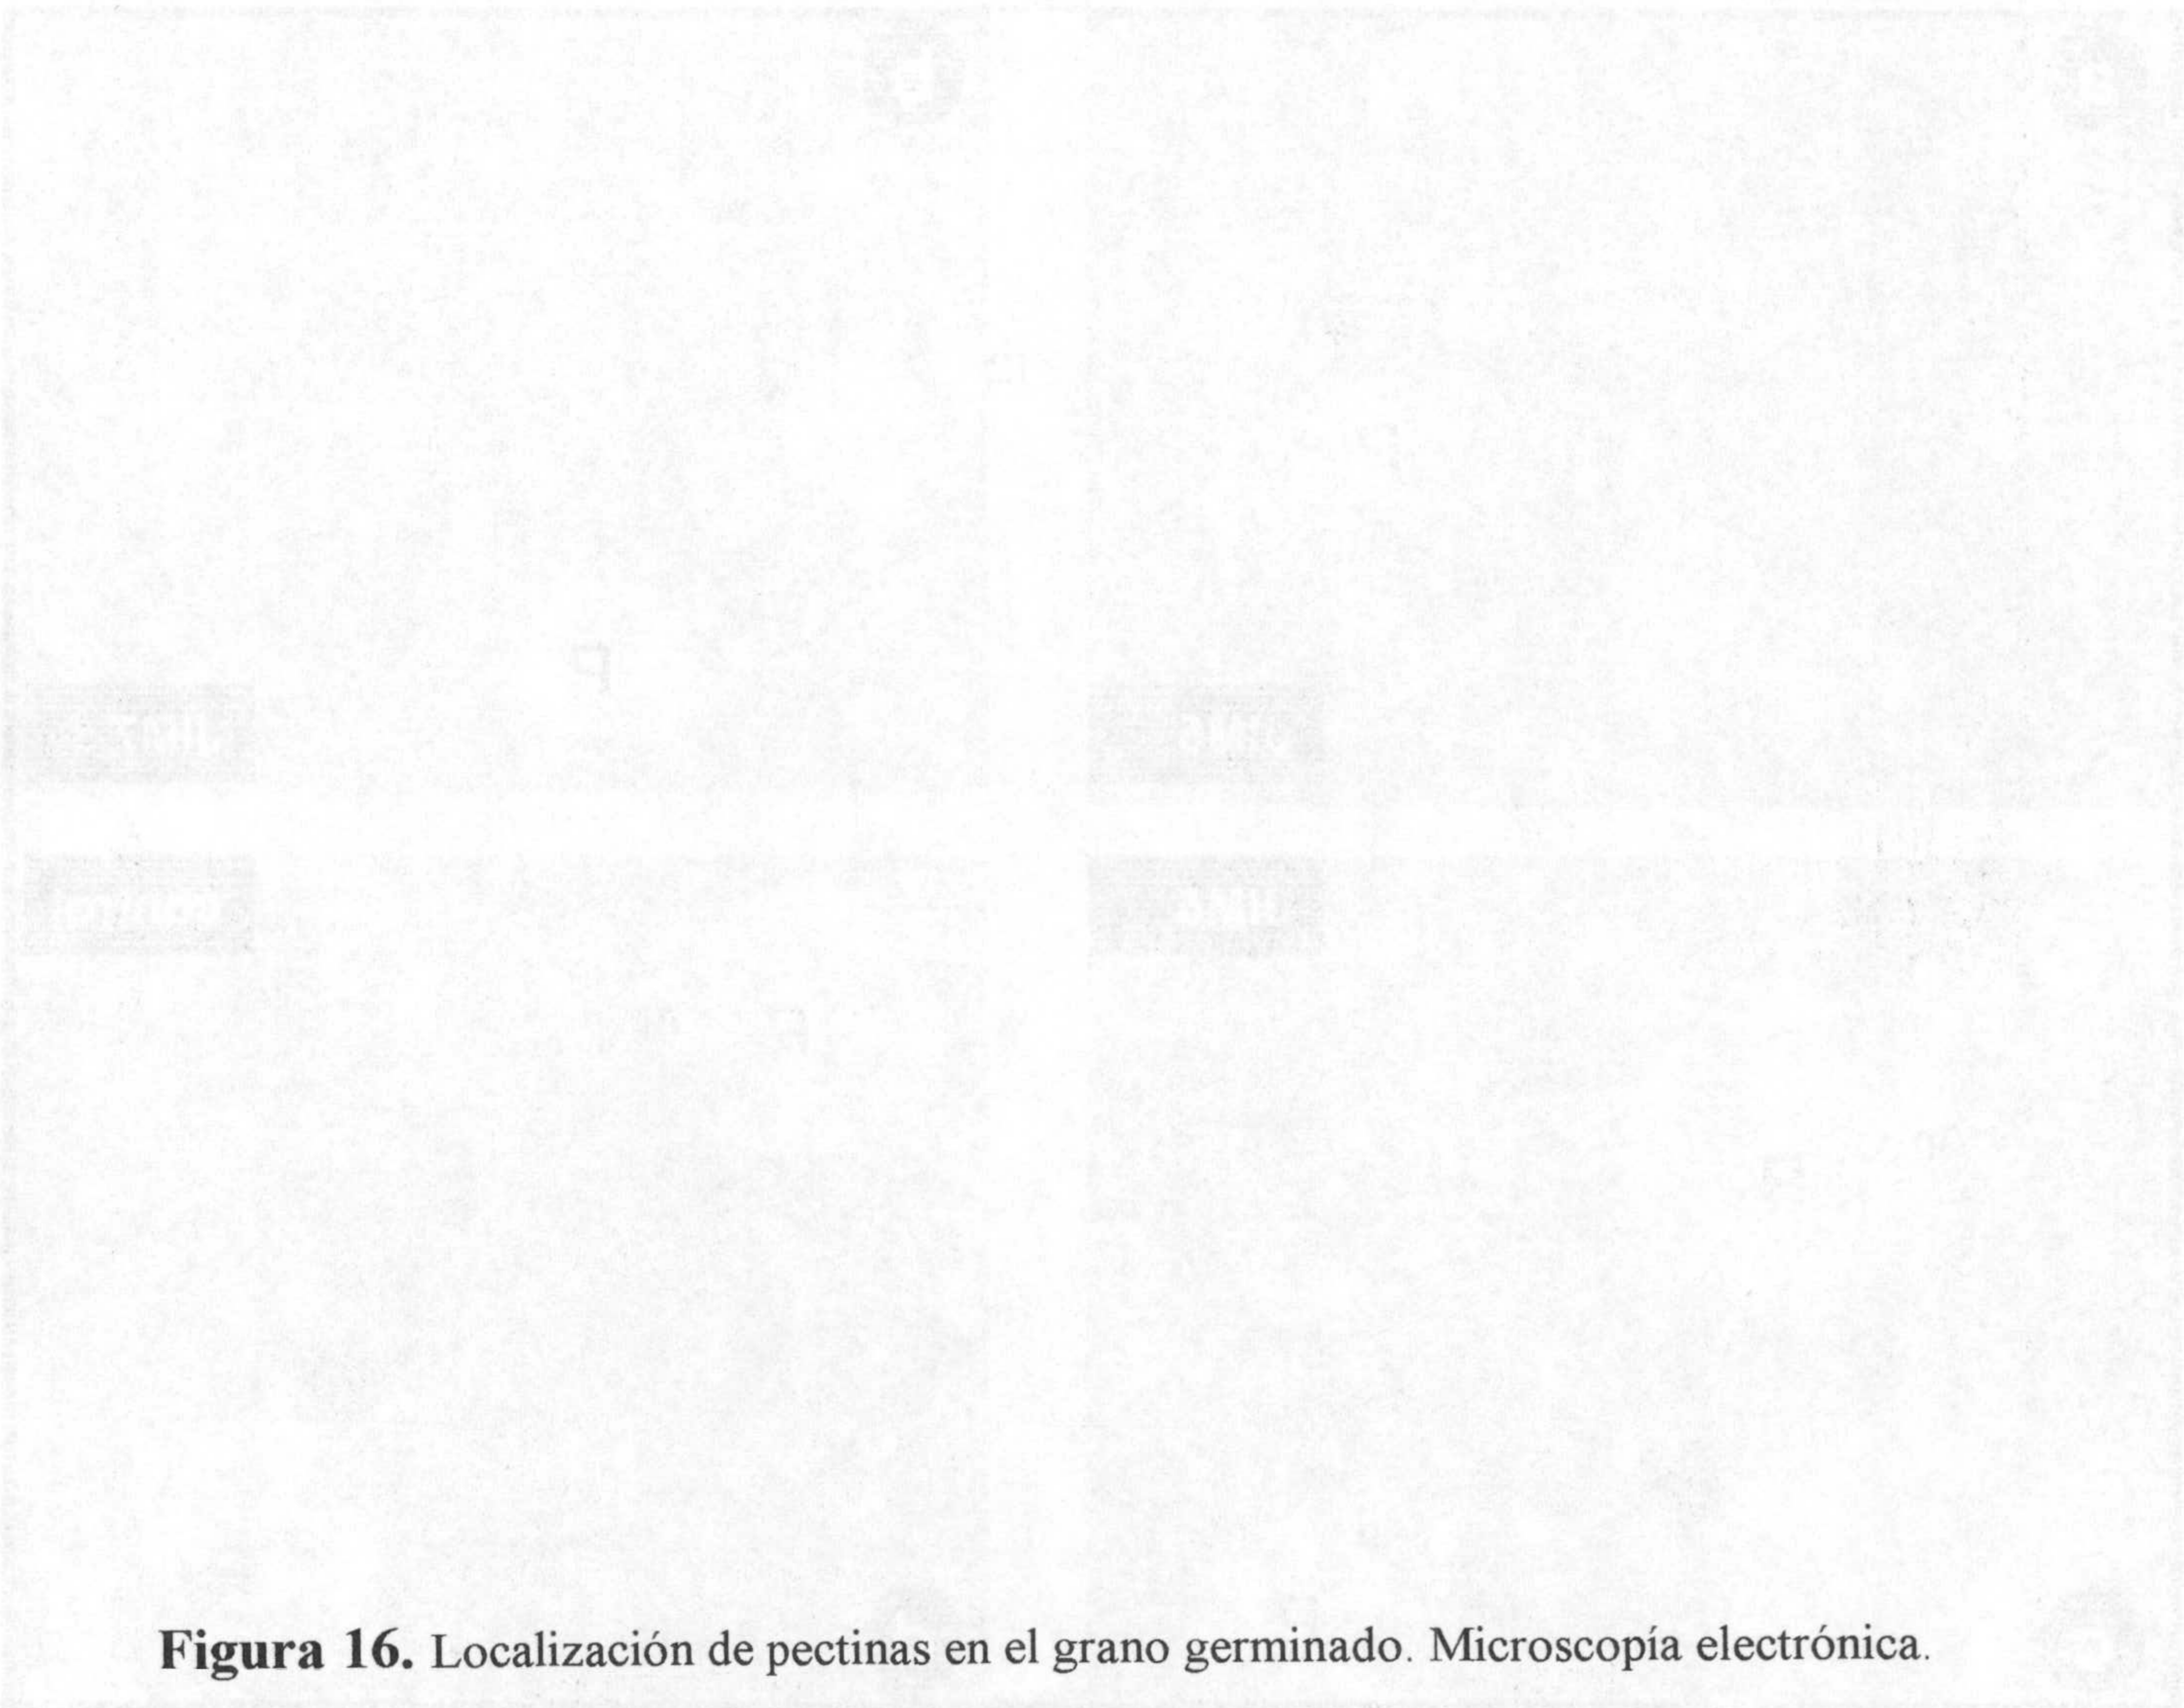 Figura 16. Localización de pectinas en el grano germinado. Microscopía electrónica.